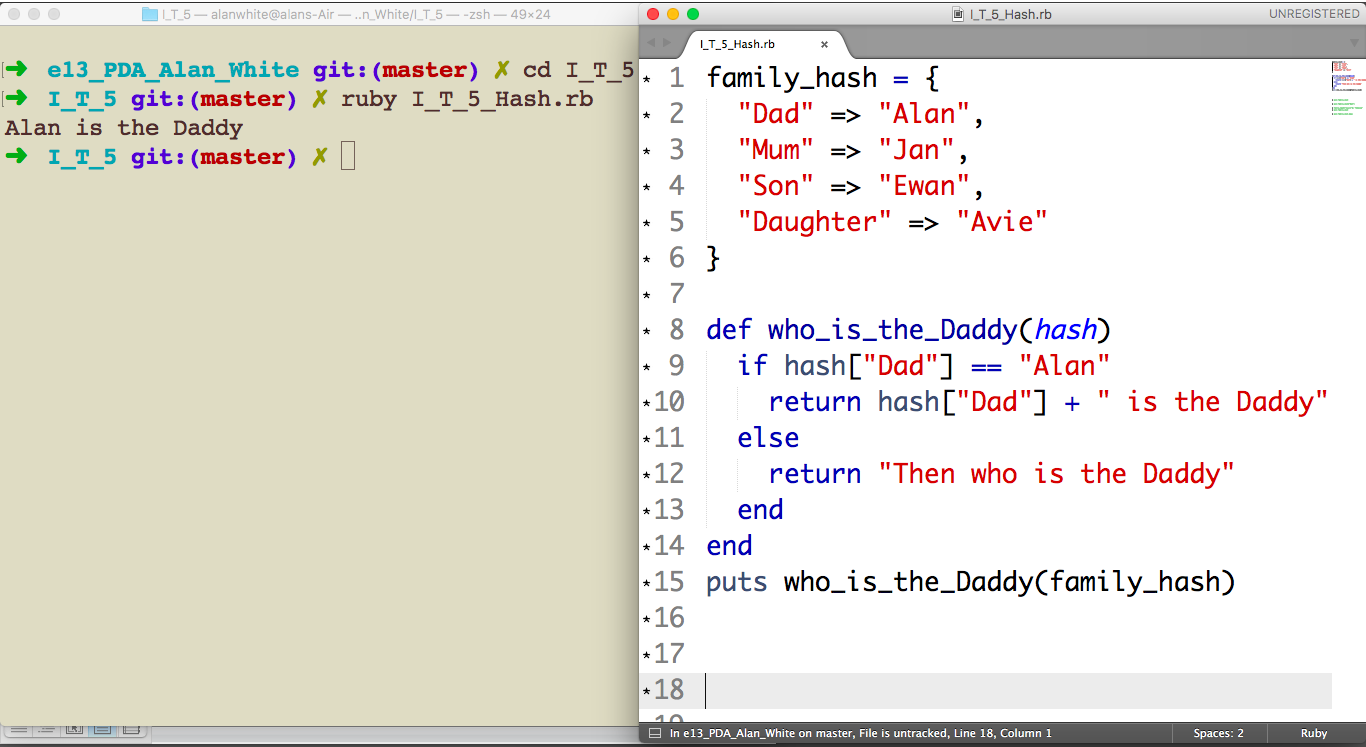 I_T_5 — alanwhite@alans-Air — ..n_White/I_T_5 — -zsh — 49×24
➜ e13_PDA_Alan_White git:(master) ✗ cd I_T_5
➜ I_T_5 git:(master) ✗ ruby I_T_5_Hash.rb
Alan is the Daddy
➜ I_T_5 git:(master) ✗
I_T_5_Hash.rb
UNREGISTERED
I_T_5_Hash.rb ×
1 family_hash = {
2 "Dad" => "Alan",
3 "Mum" => "Jan",
4 "Son" => "Ewan",
5 "Daughter" => "Avie"
6 }
7
8 def who_is_the_Daddy(hash)
9 if hash["Dad"] == "Alan"
10 return hash["Dad"] + " is the Daddy"
11 else
12 return "Then who is the Daddy"
13 end
14 end
15 puts who_is_the_Daddy(family_hash)
16
17
18
19
In e13_PDA_Alan_White on master, File is untracked, Line 18, Column 1
Spaces: 2
Ruby